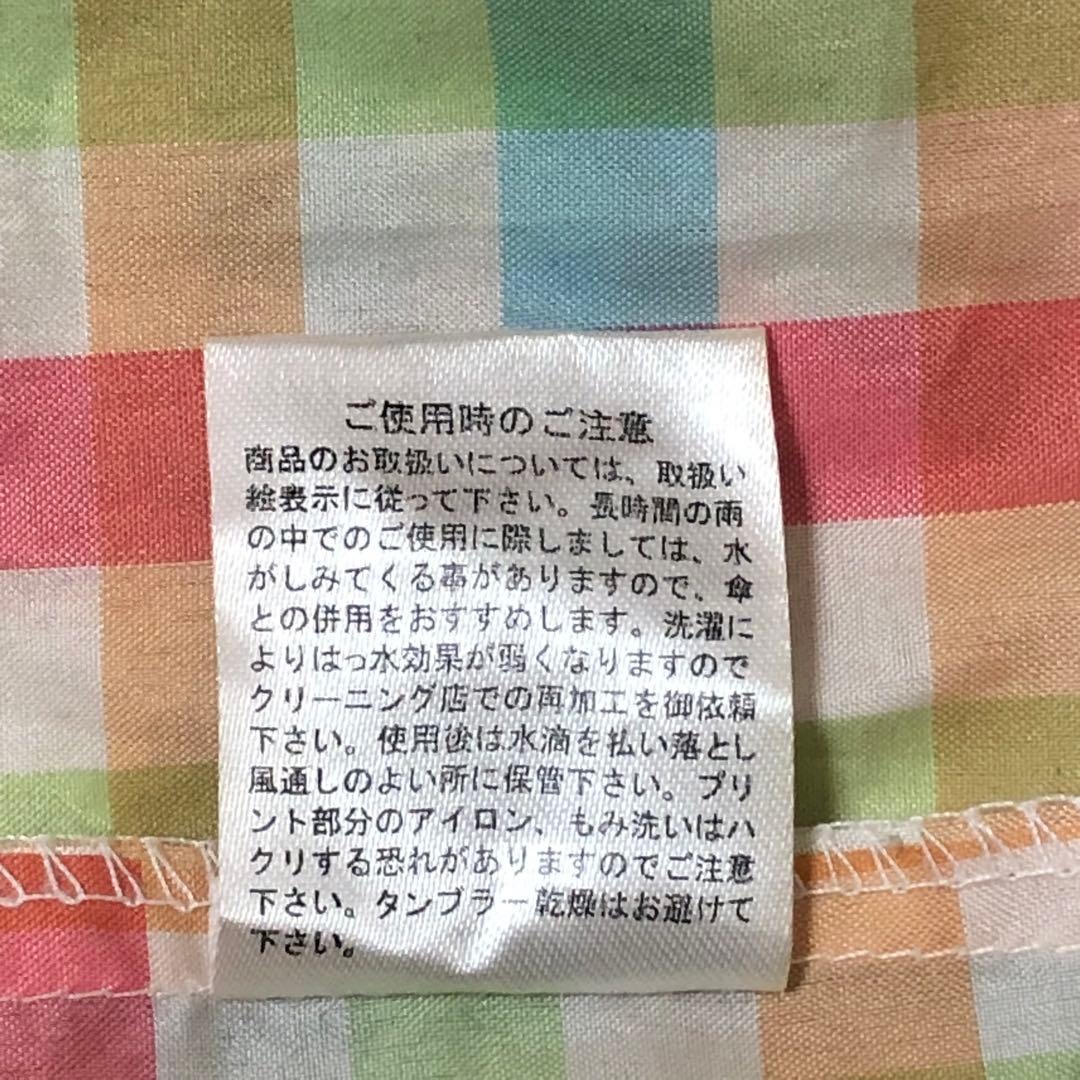 ご使用時のご注意
商品のお取扱いについては、取扱い
絵表示に従って下さい。長時間の雨
の中でのご使用に際しましては、水
がしみてくる事がありますので、傘
との併用をおすすめします。洗濯に
よりはっ水効果が弱くなりますので
クリーニング店での再加工を御依頼
下さい。使用後は水滴を払い落とし
風通しのよい所に保管下さい。プリ
ント部分のアイロン、もみ洗いはハ
クリする恐れがありますのでご注意
下さい。タンブラー乾燥はお避けて
下さい。